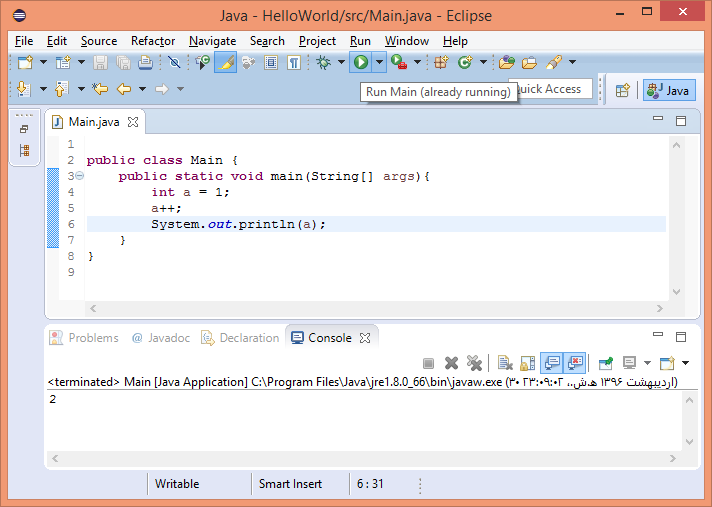 Java - HelloWorld/src/Main.java - Eclipse
File Edit Source Refactor Navigate Search Project Run Window Help
Run Main (already running)
Quick Access
Java
Main.java
1
2 public class Main {
3 public static void main(String[] args){
4 int a = 1;
5 a++;
6 System.out.println(a);
7 }
8 }
9
Problems @ Javadoc Declaration Console
<terminated> Main [Java Application] C:\Program Files\Java\jre1.8.0_66\bin\javaw.exe (۳۰ اردیبهشت ۱۳۹۶ ه‍.ش.،‏ ۲۳:۰۹:۰۲)
2
Writable Smart Insert 6 : 31